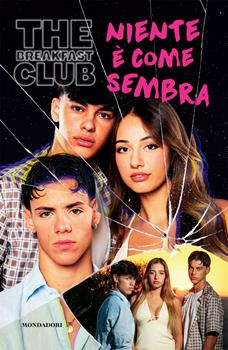 THE
BREAKFAST
CLUB
NIENTE
È COME
SEMBRA
MONDADORI